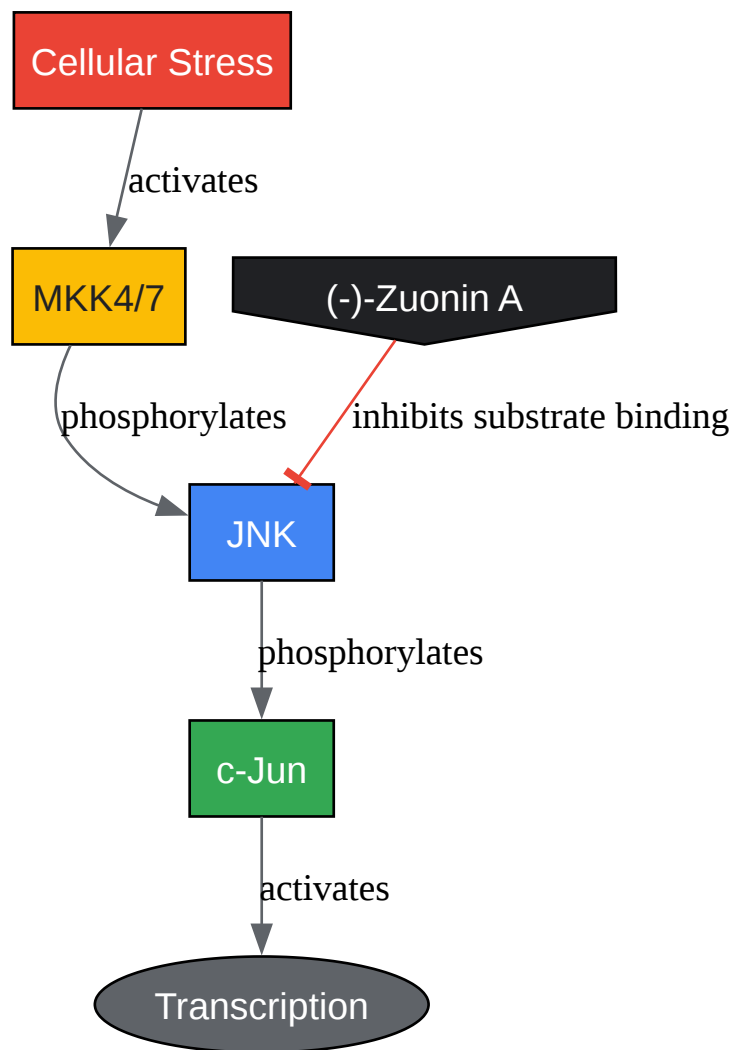 Cellular Stress
activates
MKK4/7
(-)-Zuonin A
phosphorylates
inhibits substrate binding
JNK
phosphorylates
c-Jun
activates
Transcription